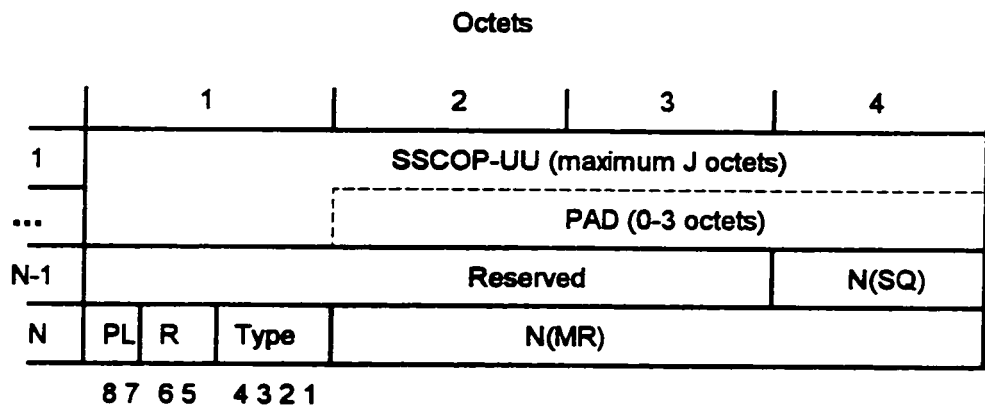 Octets
1 2 3 4
1 SSCOP-UU (maximum J octets)
... PAD (0-3 octets)
N-1 Reserved N(SQ)
N PL R Type N(MR)
8 7 6 5 4 3 2 1